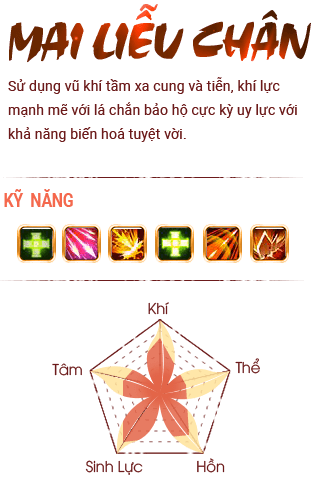 MAI LIỄU CHÂN
Sử dụng vũ khí tầm xa cung và tiễn, khí lực
mạnh mẽ với lá chắn bảo hộ cực kỳ uy lực với
khả năng biến hoá tuyệt vời.
KỸ NĂNG
Khí
Tâm
Thể
Sinh Lực
Hồn